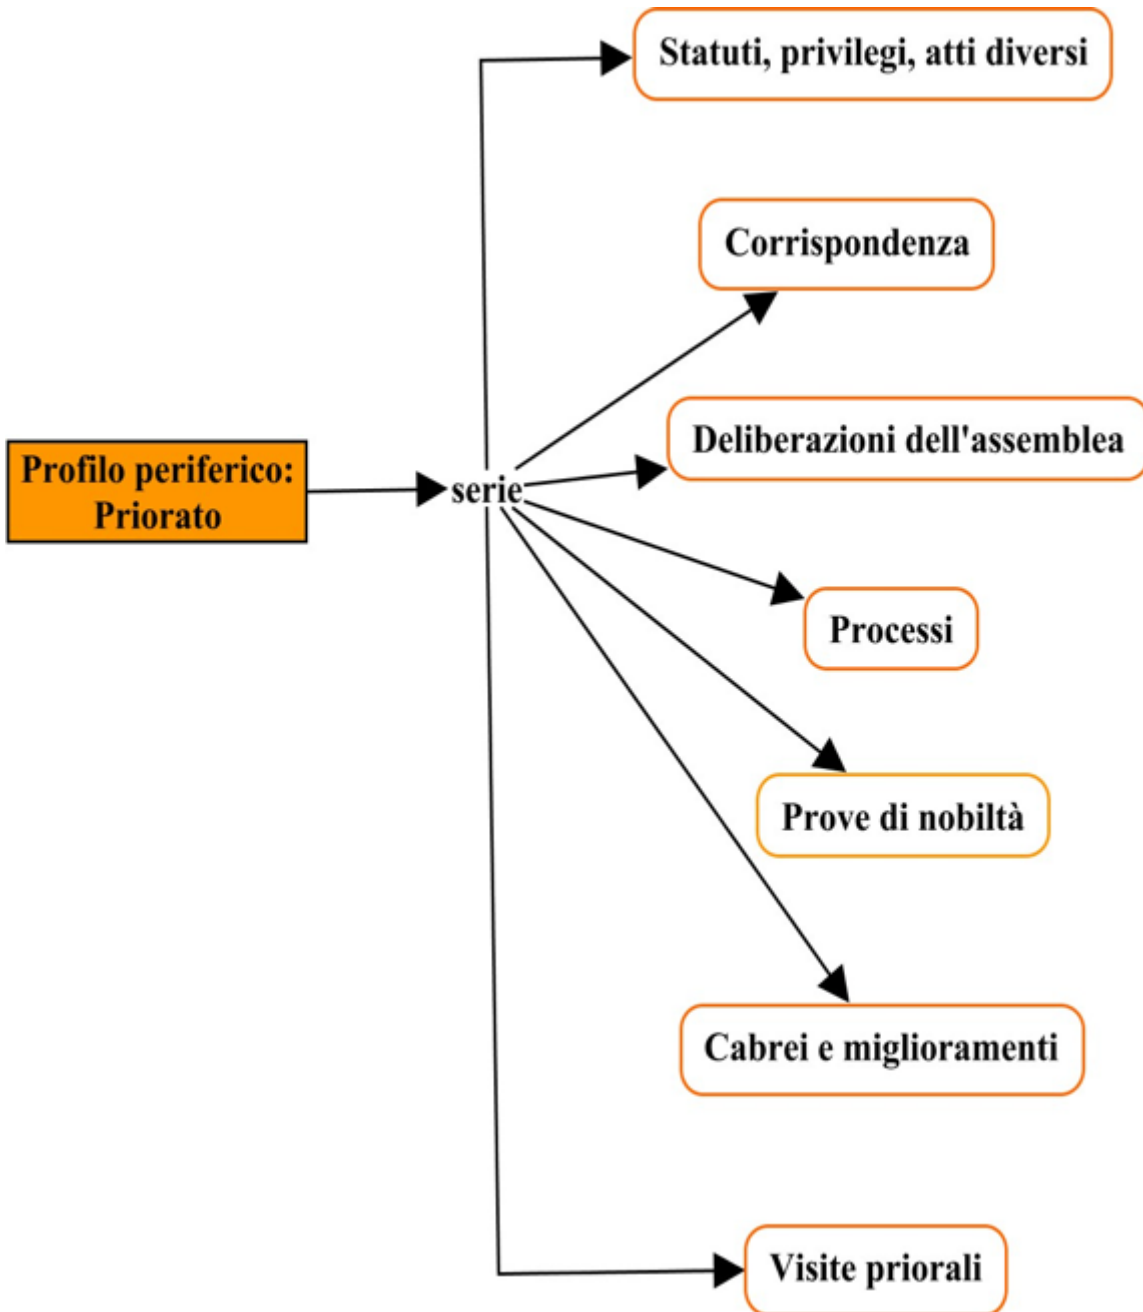 Statuti, privilegi, atti diversi
Corrispondenza
Deliberazioni dell'assemblea
Profilo periferico:
Priorato
serie
Processi
Prove di nobiltà
Cabrei e miglioramenti
Visite priorali